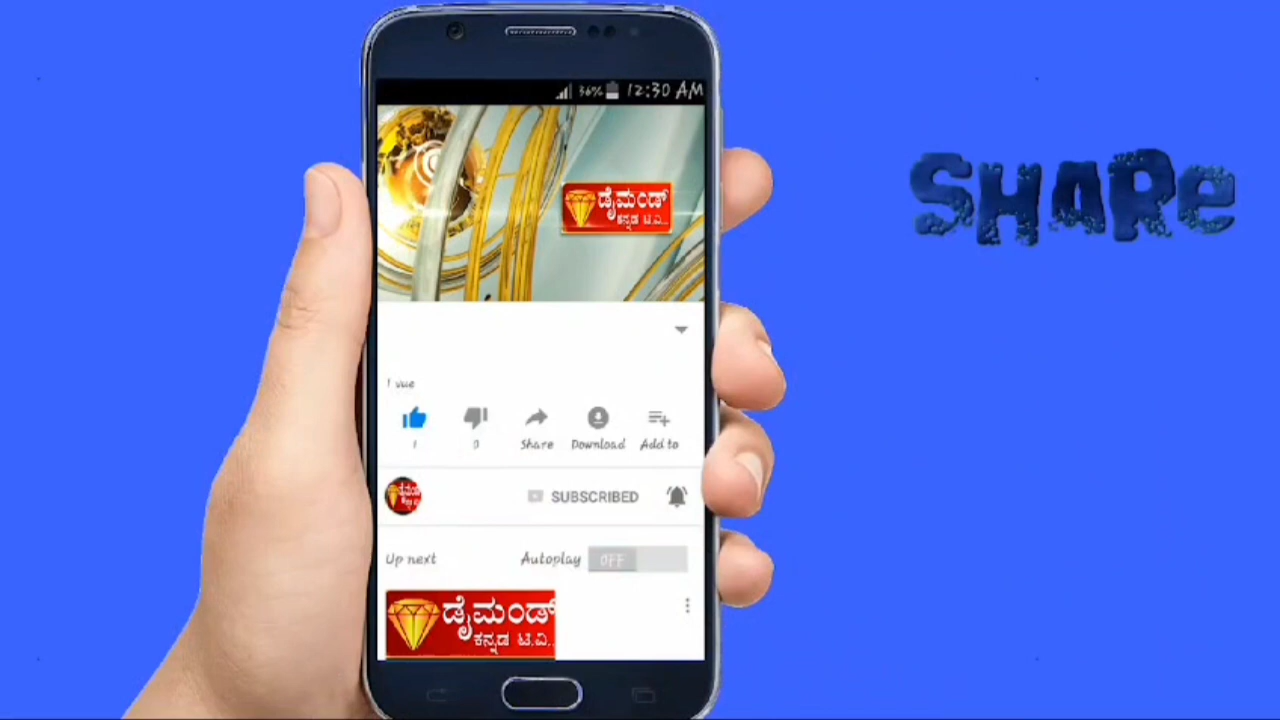 36% 12:30 AM
SHARe
ಡೈಮಂಡ್
ಕನ್ನಡ ಟಿ.ವಿ..
1 vue
1 0 Share Download Add to
SUBSCRIBED
Up next Autoplay OFF
ಡೈಮಂಡ್
ಕನ್ನಡ ಟಿ.ವಿ..